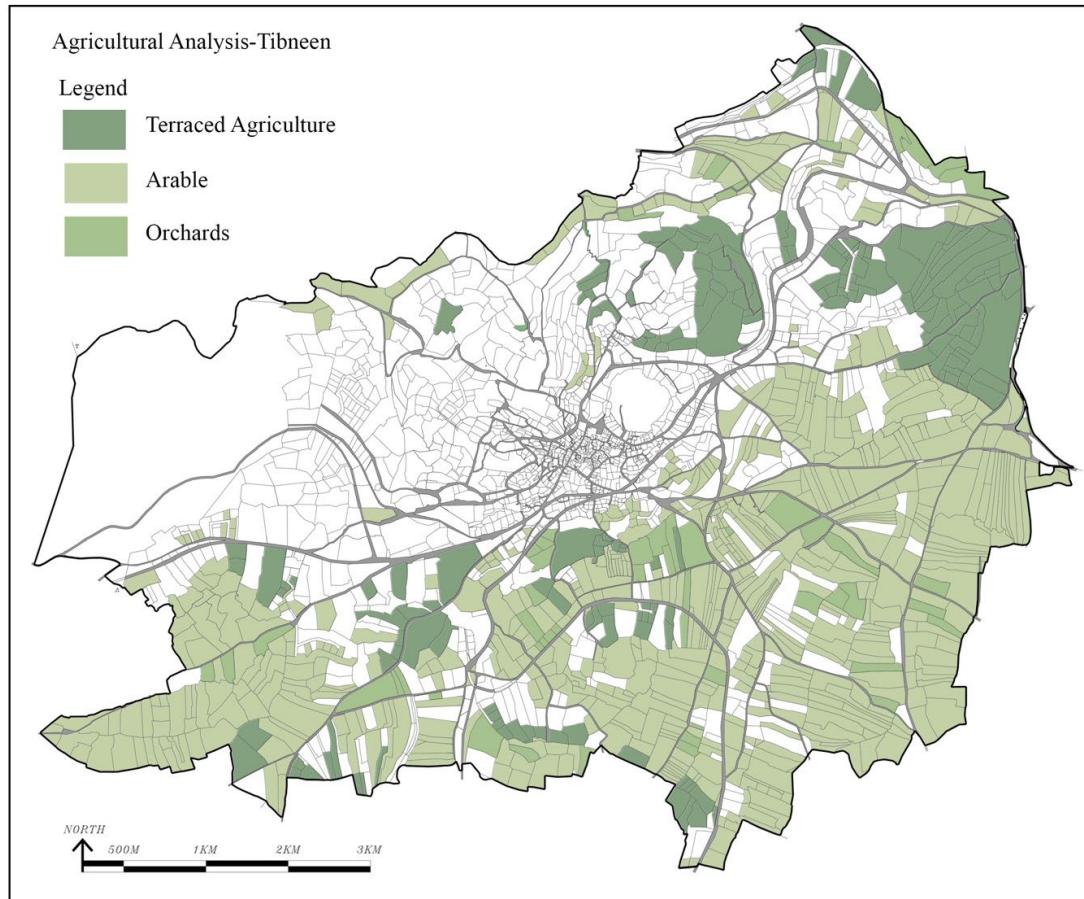 Agricultural Analysis-Tibneen
Legend
Terraced Agriculture
Arable
Orchards
NORTH
500M 1KM 2KM 3KM